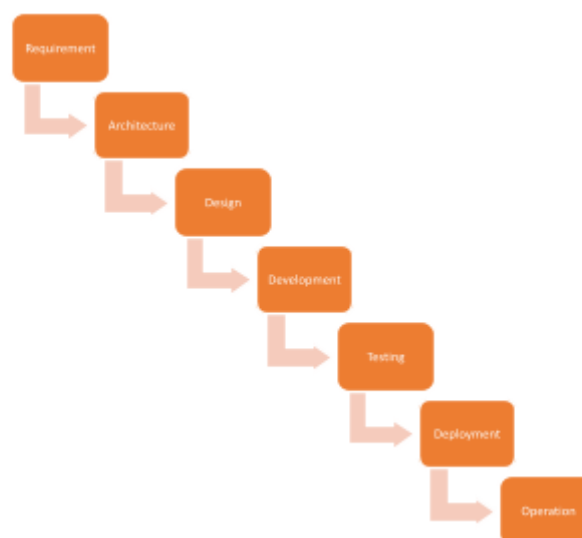 Requirement
Architecture
Design
Development
Testing
Deployment
Operation